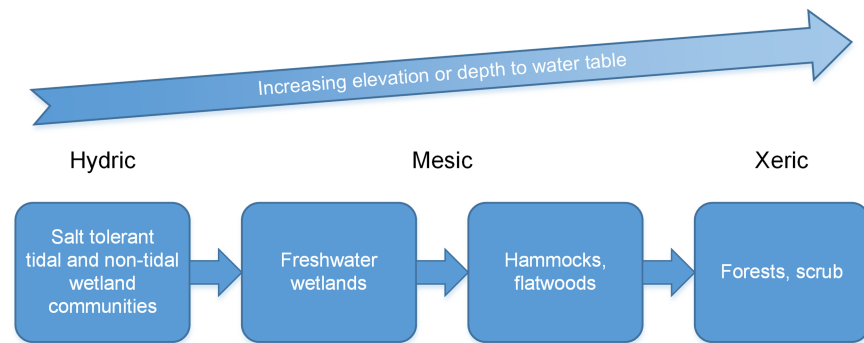 Increasing elevation or depth to water table
Hydric
Mesic
Xeric
Salt tolerant
tidal and non-tidal
wetland
communities
Freshwater
wetlands
Hammocks,
flatwoods
Forests, scrub